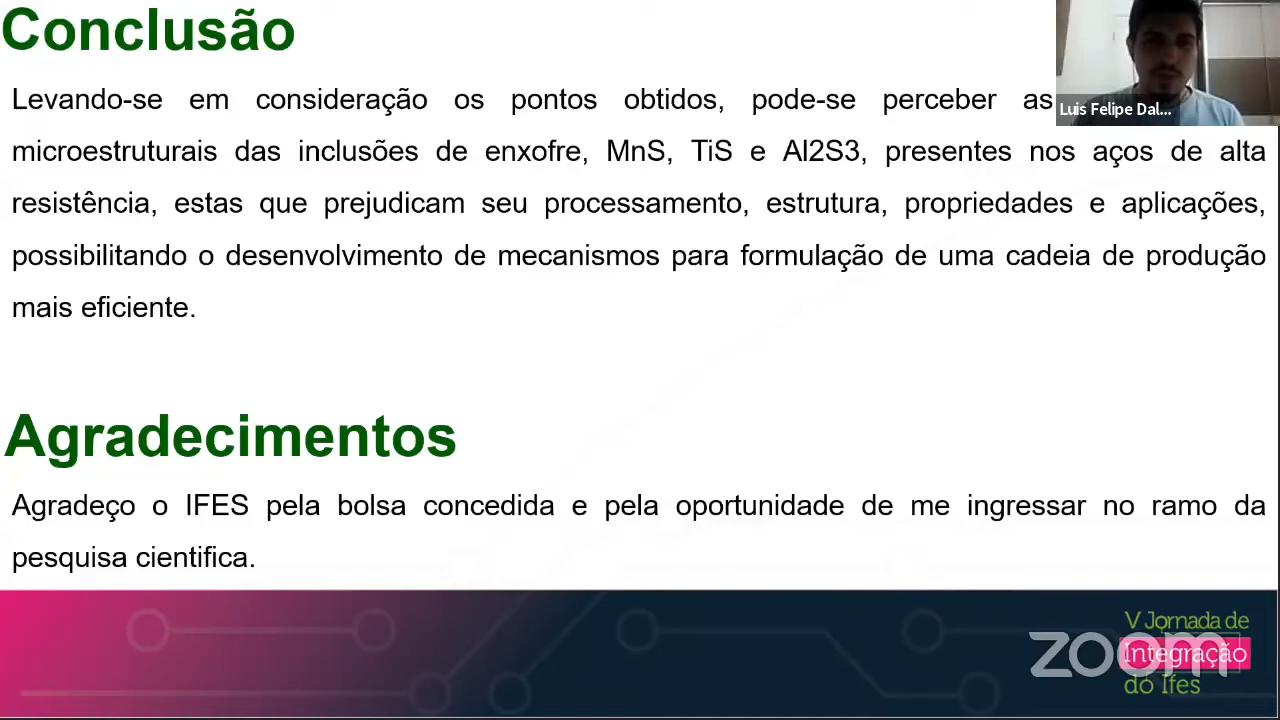 Conclusão
Levando-se em consideração os pontos obtidos, pode-se perceber as
microestruturais das inclusões de enxofre, MnS, TiS e Al2S3, presentes nos aços de alta
resistência, estas que prejudicam seu processamento, estrutura, propriedades e aplicações,
possibilitando o desenvolvimento de mecanismos para formulação de uma cadeia de produção
mais eficiente.
Luis Felipe Dal...
Agradecimentos
Agradeço o IFES pela bolsa concedida e pela oportunidade de me ingressar no ramo da
pesquisa cientifica.
V Jornada de
Integração
do Ifes
zoom